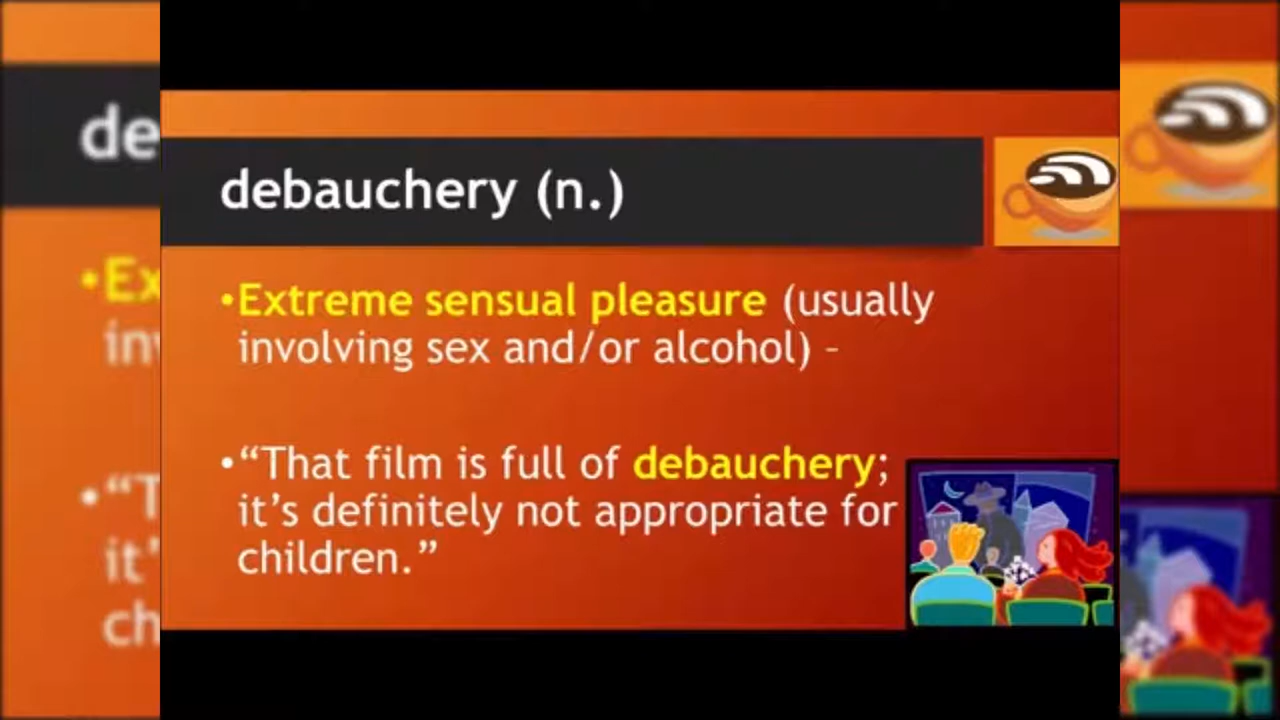 debauchery (n.)
•Extreme sensual pleasure (usually
involving sex and/or alcohol) –
•“That film is full of debauchery;
it’s definitely not appropriate for
children.”